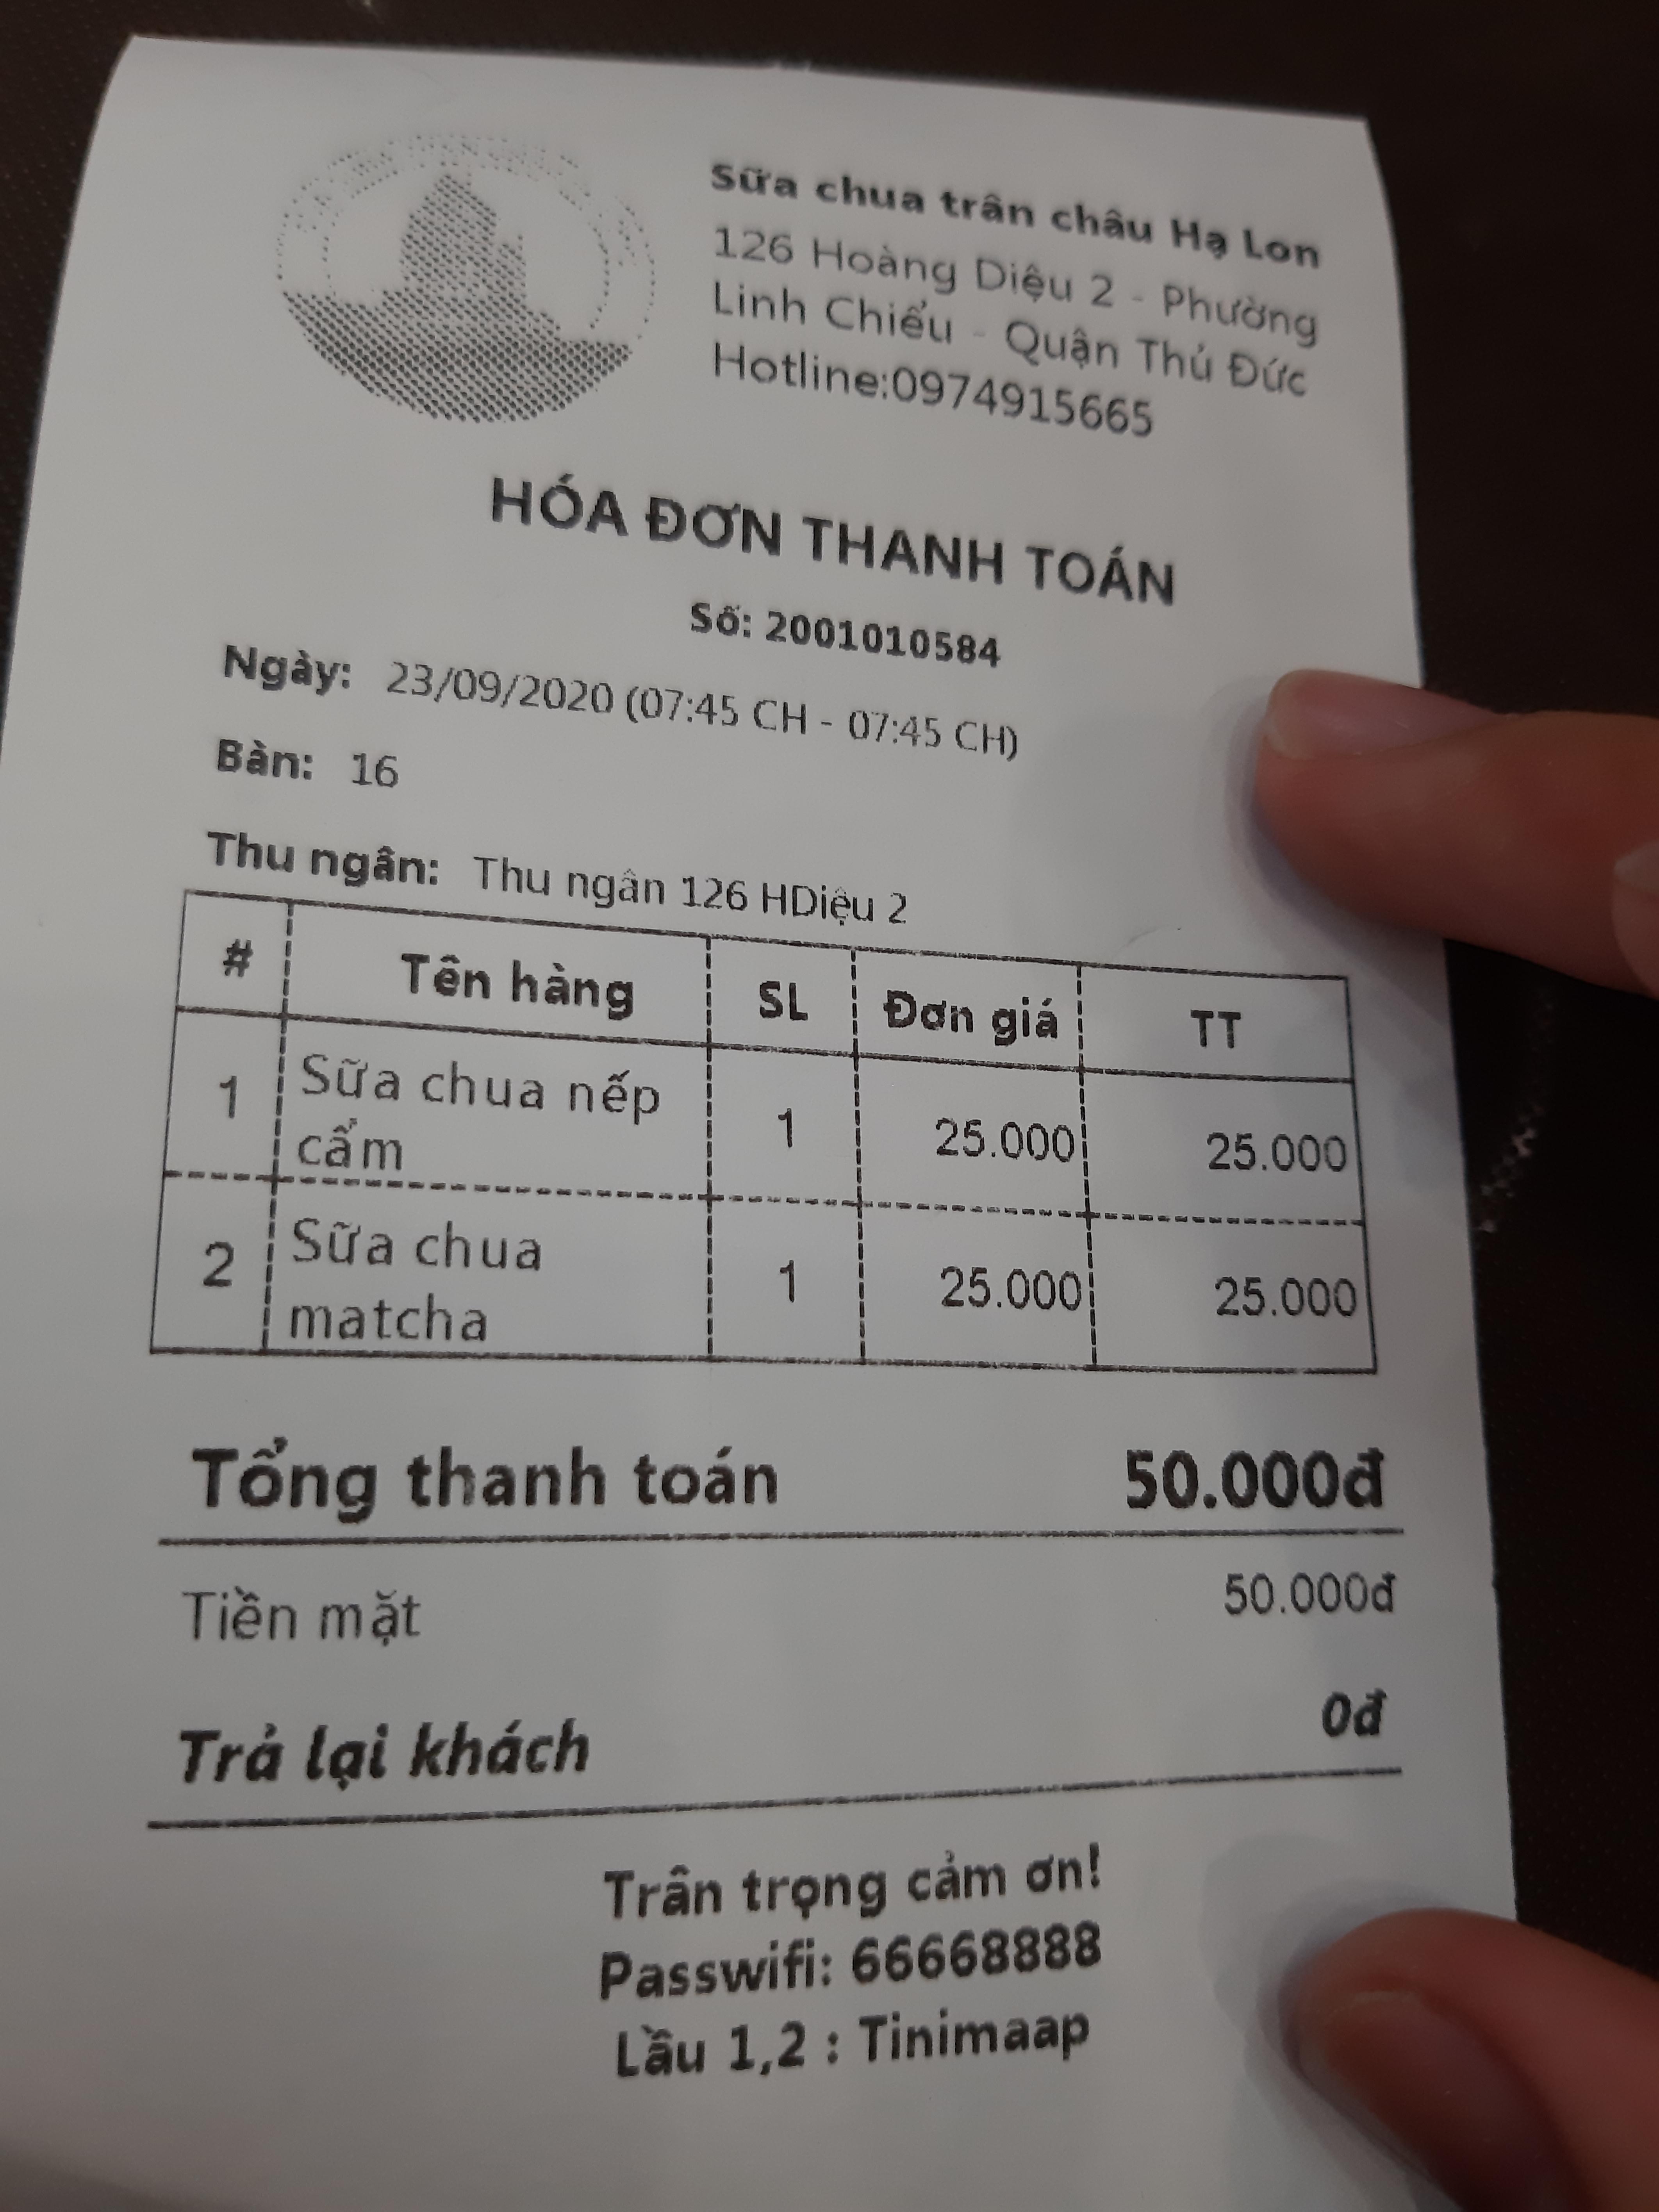 Sữa chua trân châu Hạ Lon
126 Hoàng Diệu 2 - Phường
Linh Chiểu - Quận Thủ Đức
Hotline:0974915665
HÓA ĐƠN THANH TOÁN
Số: 2001010584
Ngày: 23/09/2020 (07:45 CH - 07:45 CH)
Bàn: 16
Thu ngân: Thu ngân 126 HDiệu 2
# Tên hàng SL Đơn giá TT
1 Sữa chua nếp 1 25.000 25.000
cẩm
2 Sữa chua 1 25.000 25.000
matcha
Tổng thanh toán 50.000đ
Tiền mặt 50.000đ
Trả lại khách 0đ
Trân trọng cảm ơn!
Passwifi: 66668888
Lầu 1,2 : Tinimaap